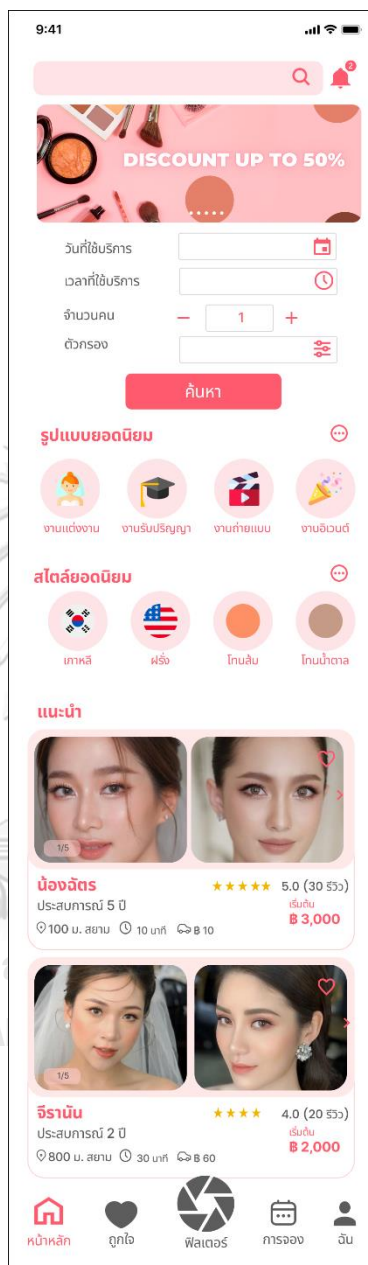 9:41
2
DISCOUNT UP TO 50%
วันที่ใช้บริการ
เวลาที่ใช้บริการ
จำนวนคน
1
ตัวกรอง
ค้นหา
รูปแบบยอดนิยม
งานแต่งงาน งานรับปริญญา งานถ่ายแบบ งานอิเวนต์
สไตล์ยอดนิยม
เกาหลี ฝรั่ง โทนส้ม โทนน้ำตาล
แนะนำ
1/5
น้องฉัตร 5.0 (30 รีวิว)
ประสบการณ์ 5 ปี เริ่มต้น
฿ 3,000
100 ม. สยาม 10 นาที ฿ 10
1/5
จีรานัน 4.0 (20 รีวิว)
ประสบการณ์ 2 ปี เริ่มต้น
฿ 2,000
800 ม. สยาม 30 นาที ฿ 60
หน้าหลัก ถูกใจ ฟิลเตอร์ การจอง ฉัน